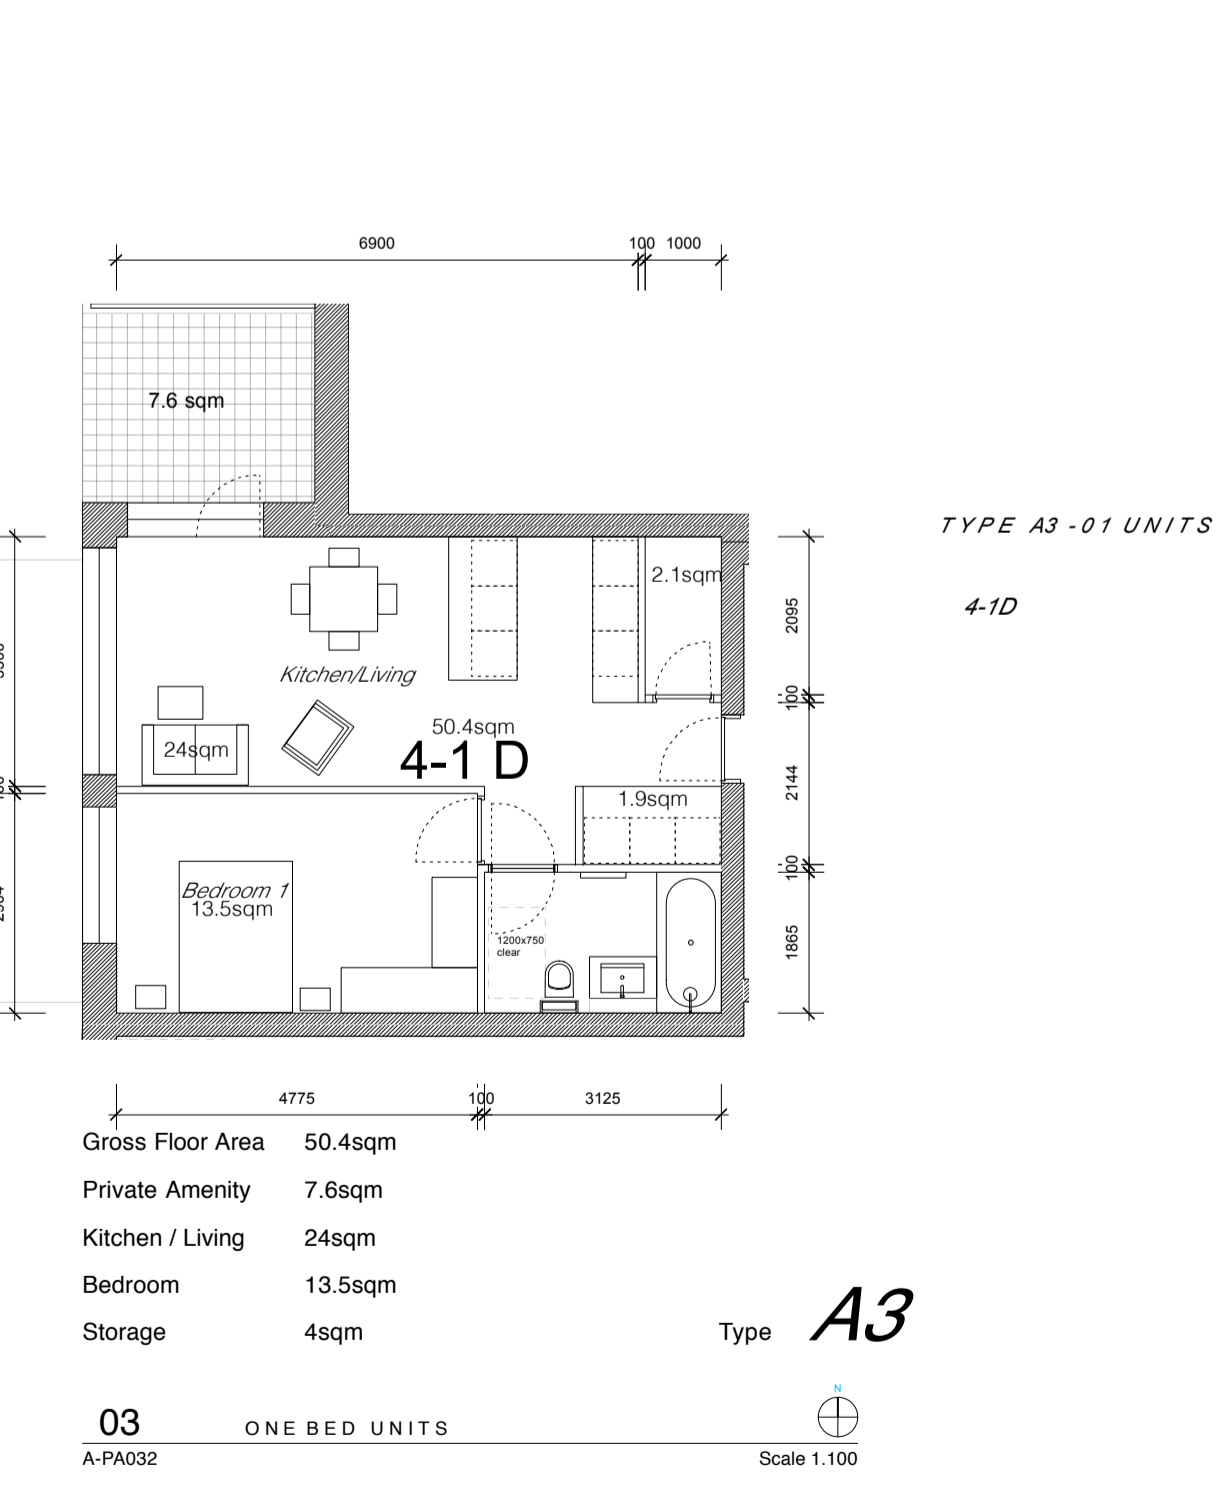 6900 100 1000
7.6 sqm
TYPE A3 -01 UNITS
2.1sqm
4-1D
2095
Kitchen/Living
100
50.4sqm
24sqm
4-1 D
2144
1.9sqm
100
Bedroom 1
13.5sqm
1200x750
clear
1865
4775 100 3125
Gross Floor Area 50.4sqm
Private Amenity 7.6sqm
Kitchen / Living 24sqm
Bedroom 13.5sqm
Storage 4sqm
Type A3
N
03 ONE BED UNITS
A-PA032 Scale 1.100